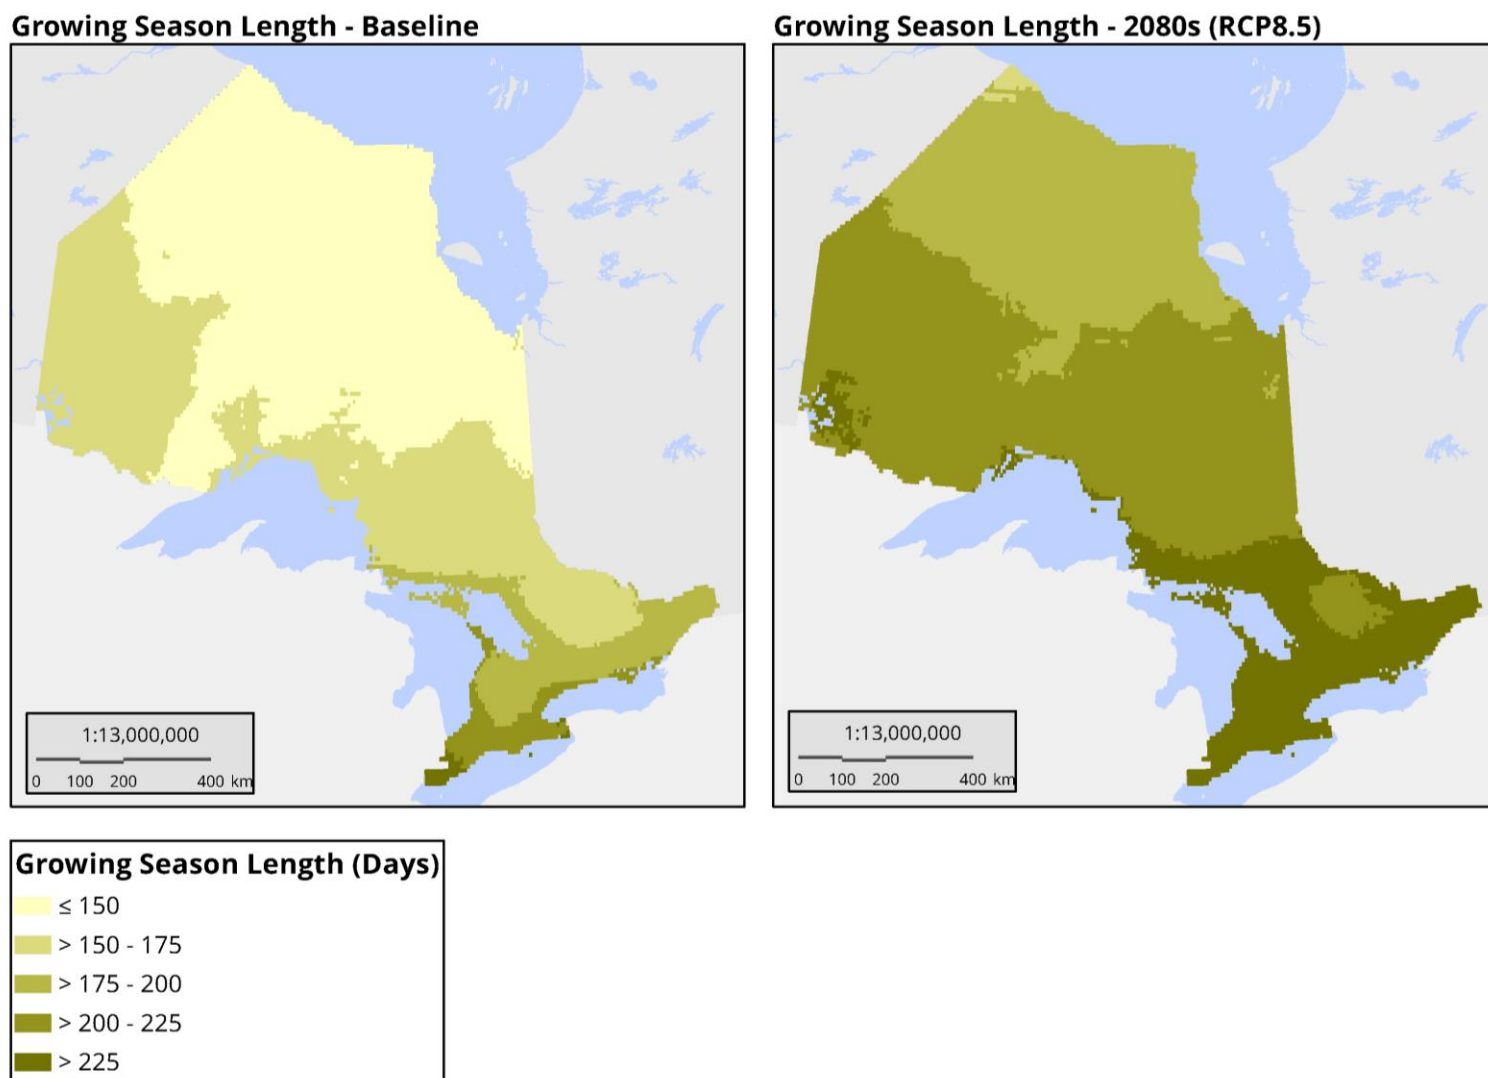 Growing Season Length - Baseline
1:13,000,000
0 100 200 400 km
Growing Season Length - 2080s (RCP8.5)
1:13,000,000
0 100 200 400 km
Growing Season Length (Days)
≤ 150
> 150 - 175
> 175 - 200
> 200 - 225
> 225